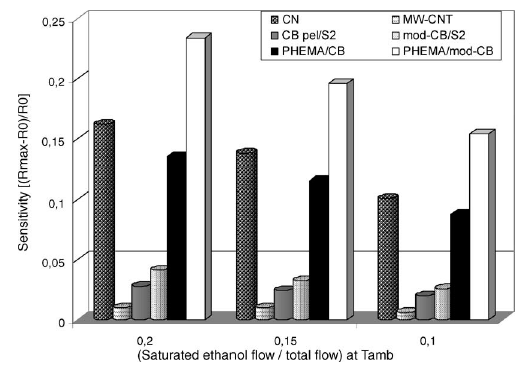 0,25
0,2
0,15
0,1
0,05
0
Sensitivity [(Rmax-R0)/R0]
CN
MW-CNT
CB pel/S2
mod-CB/S2
PHEMA/CB
PHEMA/mod-CB
0,2
0,15
0,1
(Saturated ethanol flow / total flow) at Tamb